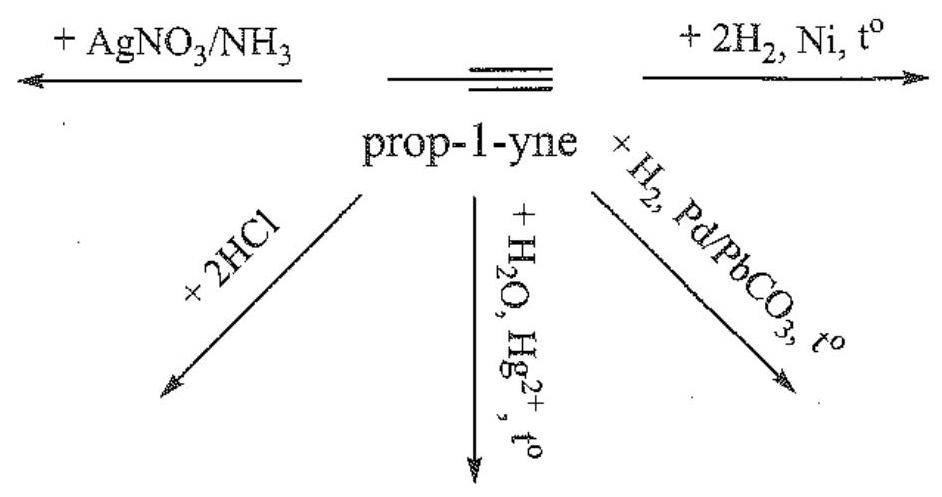 + AgNO₃/NH₃
+ 2H₂, Ni, tº
prop-1-yne
+ 2HCl
+ H₂O, Hg²⁺, tº
+ H₂, Pd/PbCO₃, tº